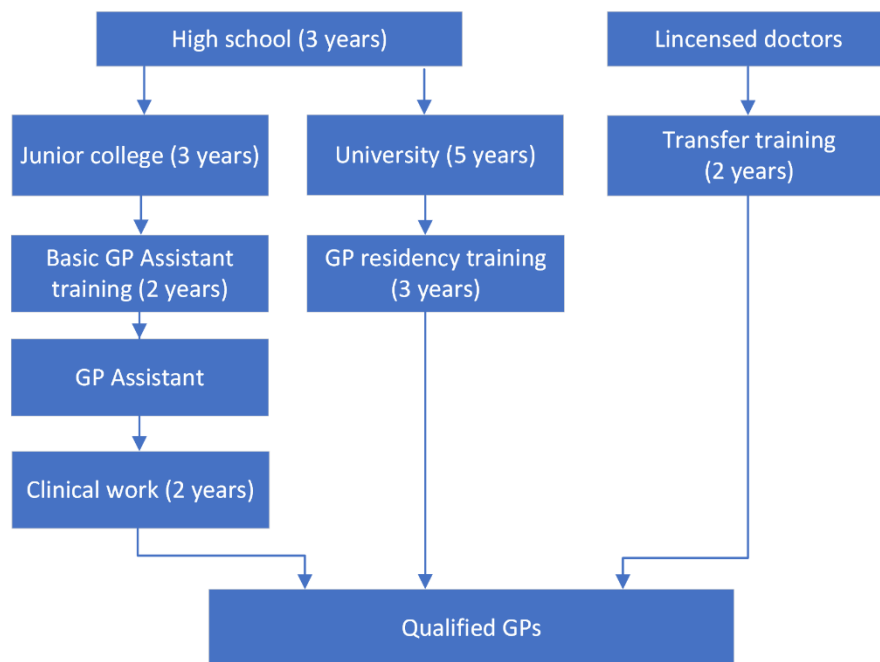 High school (3 years)
Lincensed doctors
Junior college (3 years)
University (5 years)
Transfer training
(2 years)
Basic GP Assistant
training (2 years)
GP residency training
(3 years)
GP Assistant
Clinical work (2 years)
Qualified GPs